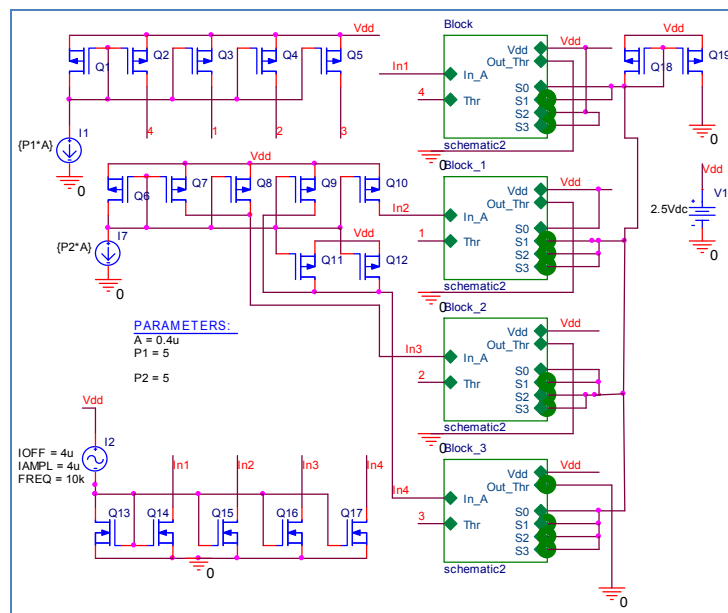 Vdd
Q1
Q2
Q3
Q4
Q5
I1
{P1*A}
0
4
1
2
3
Vdd
Q6
Q7
Q8
Q9
Q10
I7
{P2*A}
0
Vdd
Q11
Q12
PARAMETERS:
A = 0.4u
P1 = 5
P2 = 5
Vdd
I2
IOFF = 4u
IAMPL = 4u
FREQ = 10k
In1
In2
In3
In4
Q13
Q14
Q15
Q16
Q17
0
Block
In1
In_A
4
Thr
Vdd
Out_Thr
S0
S1
S2
S3
Vdd
schematic2
0
Block_1
In2
In_A
1
Thr
Vdd
Out_Thr
S0
S1
S2
S3
Vdd
schematic2
0
Block_2
In3
In_A
2
Thr
Vdd
Out_Thr
S0
S1
S2
S3
Vdd
schematic2
0
Block_3
In4
In_A
3
Thr
Vdd
Out_Thr
S0
S1
S2
S3
Vdd
schematic2
0
Vdd
Q18
Q19
0
Vdd
V1
2.5Vdc
0